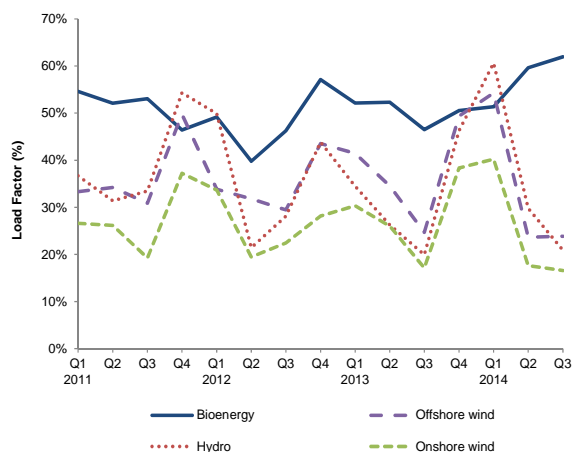 70%
60%
50%
40%
30%
20%
10%
0%
Load Factor (%)
Q1 Q2 Q3 Q4 Q1 Q2 Q3 Q4 Q1 Q2 Q3 Q4 Q1 Q2 Q3
2011 2012 2013 2014
Bioenergy Offshore wind
Hydro Onshore wind